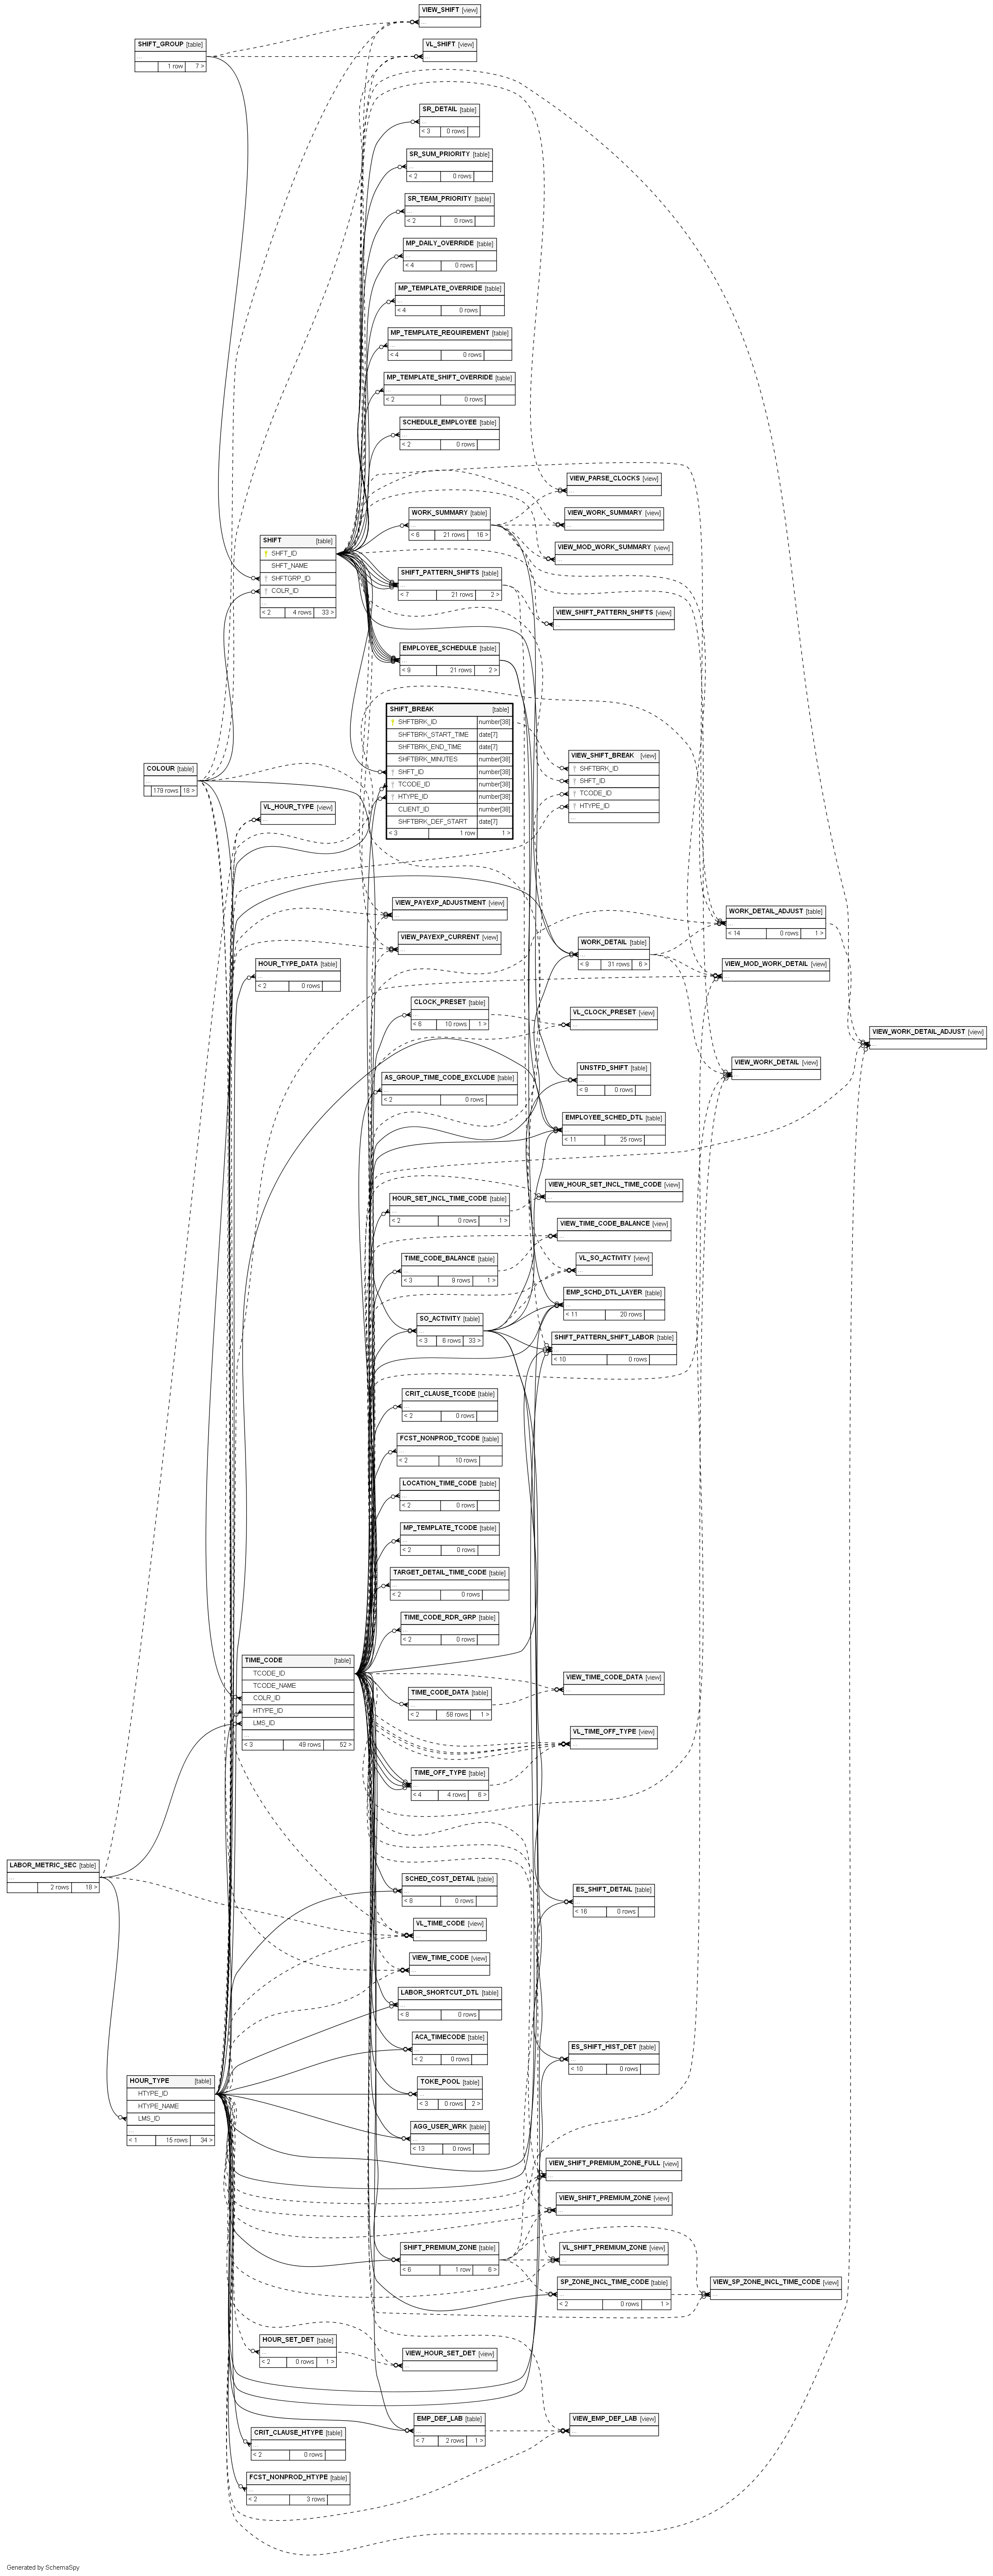 VIEW_SHIFT [view]
...
SHIFT_GROUP [table]
...
1 row 7 >
VL_SHIFT [view]
...
SR_DETAIL [table]
...
< 3 0 rows
SR_SUM_PRIORITY [table]
...
< 2 0 rows
SR_TEAM_PRIORITY [table]
...
< 2 0 rows
MP_DAILY_OVERRIDE [table]
...
< 4 0 rows
MP_TEMPLATE_OVERRIDE [table]
...
< 4 0 rows
MP_TEMPLATE_REQUIREMENT [table]
...
< 4 0 rows
MP_TEMPLATE_SHIFT_OVERRIDE [table]
...
< 2 0 rows
SCHEDULE_EMPLOYEE [table]
...
< 2 0 rows
VIEW_PARSE_CLOCKS [view]
...
WORK_SUMMARY [table]
...
< 6 21 rows 16 >
VIEW_WORK_SUMMARY [view]
...
VIEW_MOD_WORK_SUMMARY [view]
...
SHIFT [table]
SHFT_ID
SHFT_NAME
SHFTGRP_ID
COLR_ID
...
< 2 4 rows 33 >
SHIFT_PATTERN_SHIFTS [table]
...
< 7 21 rows 2 >
VIEW_SHIFT_PATTERN_SHIFTS [view]
...
EMPLOYEE_SCHEDULE [table]
...
< 9 21 rows 2 >
SHIFT_BREAK [table]
SHFTBRK_ID number[38]
SHFTBRK_START_TIME date[7]
SHFTBRK_END_TIME date[7]
SHFTBRK_MINUTES number[38]
SHFT_ID number[38]
TCODE_ID number[38]
HTYPE_ID number[38]
CLIENT_ID number[38]
SHFTBRK_DEF_START date[7]
< 3 1 row 1 >
VIEW_SHIFT_BREAK [view]
SHFTBRK_ID
SHFT_ID
TCODE_ID
HTYPE_ID
...
COLOUR [table]
...
179 rows 18 >
VL_HOUR_TYPE [view]
...
VIEW_PAYEXP_ADJUSTMENT [view]
...
WORK_DETAIL_ADJUST [table]
...
< 14 0 rows 1 >
VIEW_PAYEXP_CURRENT [view]
...
WORK_DETAIL [table]
...
< 8 31 rows 6 >
HOUR_TYPE_DATA [table]
...
< 2 0 rows
VIEW_MOD_WORK_DETAIL [view]
...
CLOCK_PRESET [table]
...
< 6 10 rows 1 >
VL_CLOCK_PRESET [view]
...
VIEW_WORK_DETAIL_ADJUST [view]
...
VIEW_WORK_DETAIL [view]
...
UNSTFD_SHIFT [table]
...
< 9 0 rows
AS_GROUP_TIME_CODE_EXCLUDE [table]
...
< 2 0 rows
EMPLOYEE_SCHED_DTL [table]
...
< 11 25 rows
VIEW_HOUR_SET_INCL_TIME_CODE [view]
...
HOUR_SET_INCL_TIME_CODE [table]
...
< 2 0 rows 1 >
VIEW_TIME_CODE_BALANCE [view]
...
TIME_CODE_BALANCE [table]
...
< 3 9 rows 1 >
VL_SO_ACTIVITY [view]
...
EMP_SCHD_DTL_LAYER [table]
...
< 11 20 rows
SO_ACTIVITY [table]
...
< 3 6 rows 33 >
SHIFT_PATTERN_SHIFT_LABOR [table]
...
< 10 0 rows
CRIT_CLAUSE_TCODE [table]
...
< 2 0 rows
FCST_NONPROD_TCODE [table]
...
< 2 10 rows
LOCATION_TIME_CODE [table]
...
< 2 0 rows
MP_TEMPLATE_TCODE [table]
...
< 2 0 rows
TARGET_DETAIL_TIME_CODE [table]
...
< 2 0 rows
TIME_CODE_RDR_GRP [table]
...
< 2 0 rows
TIME_CODE [table]
TCODE_ID
TCODE_NAME
COLR_ID
HTYPE_ID
LMS_ID
...
< 3 48 rows 52 >
VIEW_TIME_CODE_DATA [view]
...
TIME_CODE_DATA [table]
...
< 2 58 rows 1 >
VL_TIME_OFF_TYPE [view]
...
TIME_OFF_TYPE [table]
...
< 4 4 rows 6 >
LABOR_METRIC_SEC [table]
...
2 rows 18 >
SCHED_COST_DETAIL [table]
...
< 8 0 rows
ES_SHIFT_DETAIL [table]
...
< 16 0 rows
VL_TIME_CODE [view]
...
VIEW_TIME_CODE [view]
...
LABOR_SHORTCUT_DTL [table]
...
< 8 0 rows
ACA_TIMECODE [table]
...
< 2 0 rows
ES_SHIFT_HIST_DET [table]
...
< 10 0 rows
HOUR_TYPE [table]
HTYPE_ID
HTYPE_NAME
LMS_ID
...
< 1 15 rows 34 >
TOKE_POOL [table]
...
< 3 0 rows 2 >
AGG_USER_WRK [table]
...
< 13 0 rows
VIEW_SHIFT_PREMIUM_ZONE_FULL [view]
...
VIEW_SHIFT_PREMIUM_ZONE [view]
...
SHIFT_PREMIUM_ZONE [table]
...
< 6 1 row 8 >
VL_SHIFT_PREMIUM_ZONE [view]
...
SP_ZONE_INCL_TIME_CODE [table]
...
< 2 0 rows 1 >
VIEW_SP_ZONE_INCL_TIME_CODE [view]
...
HOUR_SET_DET [table]
...
< 2 0 rows 1 >
VIEW_HOUR_SET_DET [view]
...
EMP_DEF_LAB [table]
...
< 7 2 rows 1 >
VIEW_EMP_DEF_LAB [view]
...
CRIT_CLAUSE_HTYPE [table]
...
< 2 0 rows
FCST_NONPROD_HTYPE [table]
...
< 2 3 rows
Generated by SchemaSpy